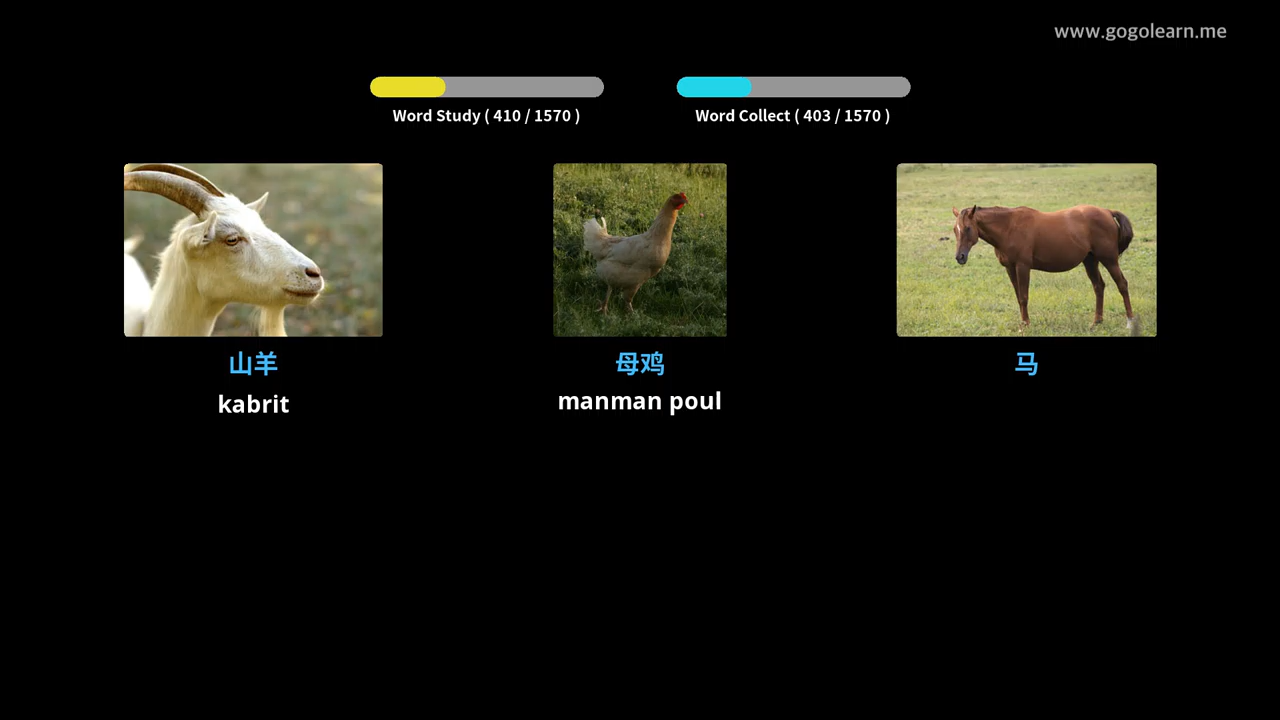 www.gogolearn.me
Word Study ( 410 / 1570 )
Word Collect ( 403 / 1570 )
山羊
母鸡
马
kabrit
manman poul